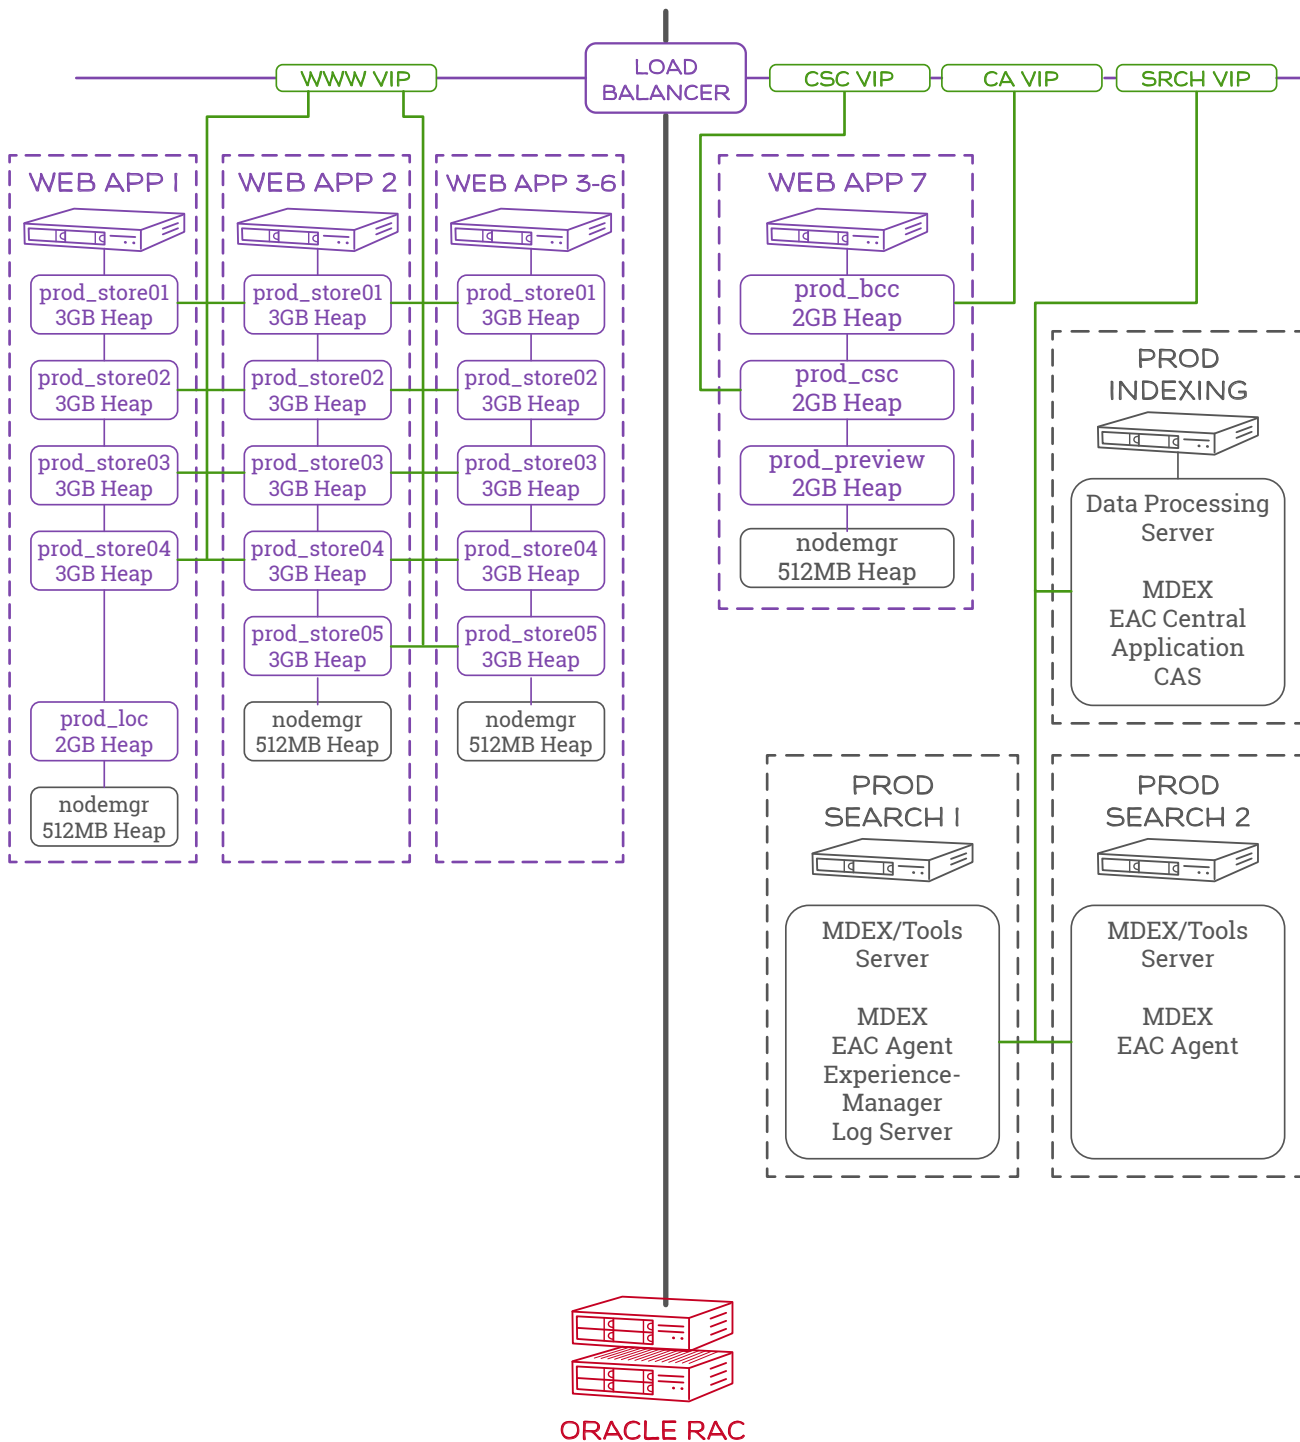 LOAD
BALANCER
WWW VIP
CSC VIP
CA VIP
SRCH VIP
WEB APP 1
prod_store01
3GB Heap
prod_store02
3GB Heap
prod_store03
3GB Heap
prod_store04
3GB Heap
prod_loc
2GB Heap
nodemgr
512MB Heap
WEB APP 2
prod_store01
3GB Heap
prod_store02
3GB Heap
prod_store03
3GB Heap
prod_store04
3GB Heap
prod_store05
3GB Heap
nodemgr
512MB Heap
WEB APP 3-6
prod_store01
3GB Heap
prod_store02
3GB Heap
prod_store03
3GB Heap
prod_store04
3GB Heap
prod_store05
3GB Heap
nodemgr
512MB Heap
WEB APP 7
prod_bcc
2GB Heap
prod_csc
2GB Heap
prod_preview
2GB Heap
nodemgr
512MB Heap
PROD
INDEXING
Data Processing
Server
MDEX
EAC Central
Application
CAS
PROD
SEARCH 1
MDEX/Tools
Server
MDEX
EAC Agent
Experience-
Manager
Log Server
PROD
SEARCH 2
MDEX/Tools
Server
MDEX
EAC Agent
ORACLE RAC